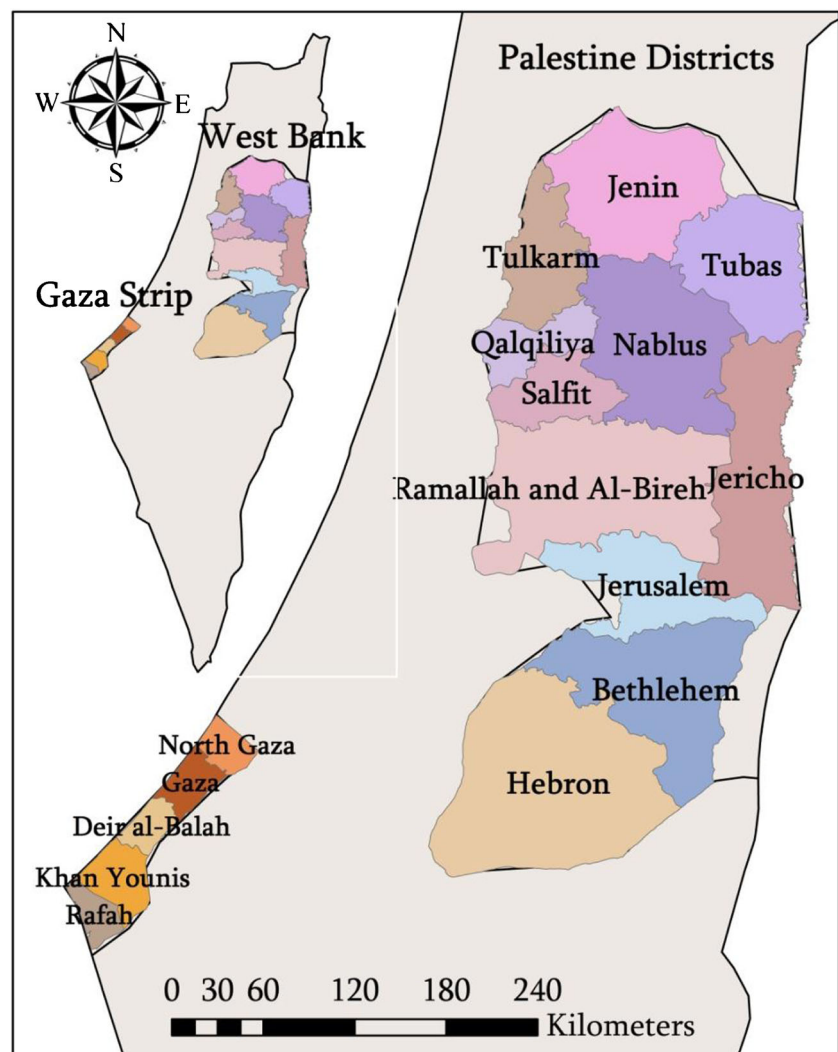 N
W E
S
Palestine Districts
West Bank
Gaza Strip
Jenin
Tulkarm
Tubas
Qalqiliya
Nablus
Salfit
Ramallah and Al-Bireh
Jericho
Jerusalem
Bethlehem
Hebron
North Gaza
Gaza
Deir al-Balah
Khan Younis
Rafah
0 30 60 120 180 240
Kilometers